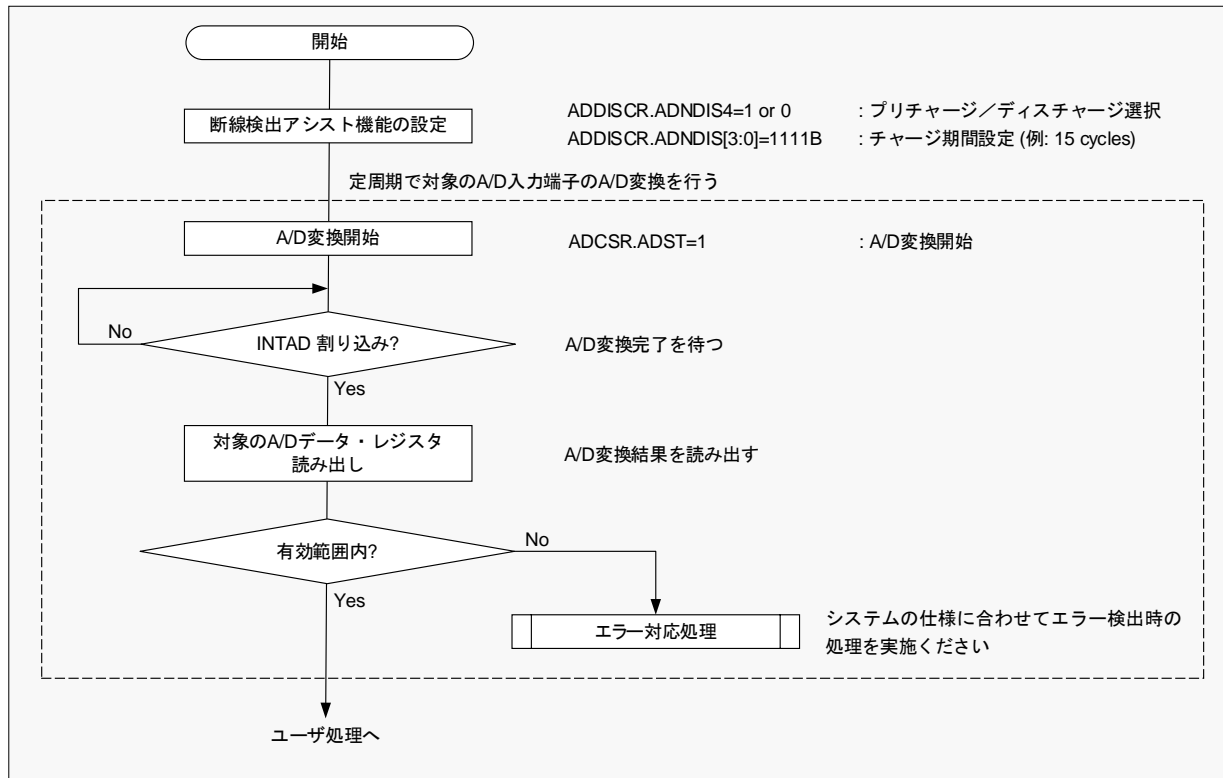 開始
断線検出アシスト機能の設定
ADDISCR.ADNDIS4=1 or 0 : プリチャージ／ディスチャージ選択
ADDISCR.ADNDIS[3:0]=1111B : チャージ期間設定 (例: 15 cycles)
定周期で対象のA/D入力端子のA/D変換を行う
A/D変換開始
ADCSR.ADST=1 : A/D変換開始
No
INTAD 割り込み?
A/D変換完了を待つ
Yes
対象のA/Dデータ・レジスタ
読み出し
A/D変換結果を読み出す
有効範囲内?
No
Yes
エラー対応処理
システムの仕様に合わせてエラー検出時の
処理を実施ください
ユーザ処理へ